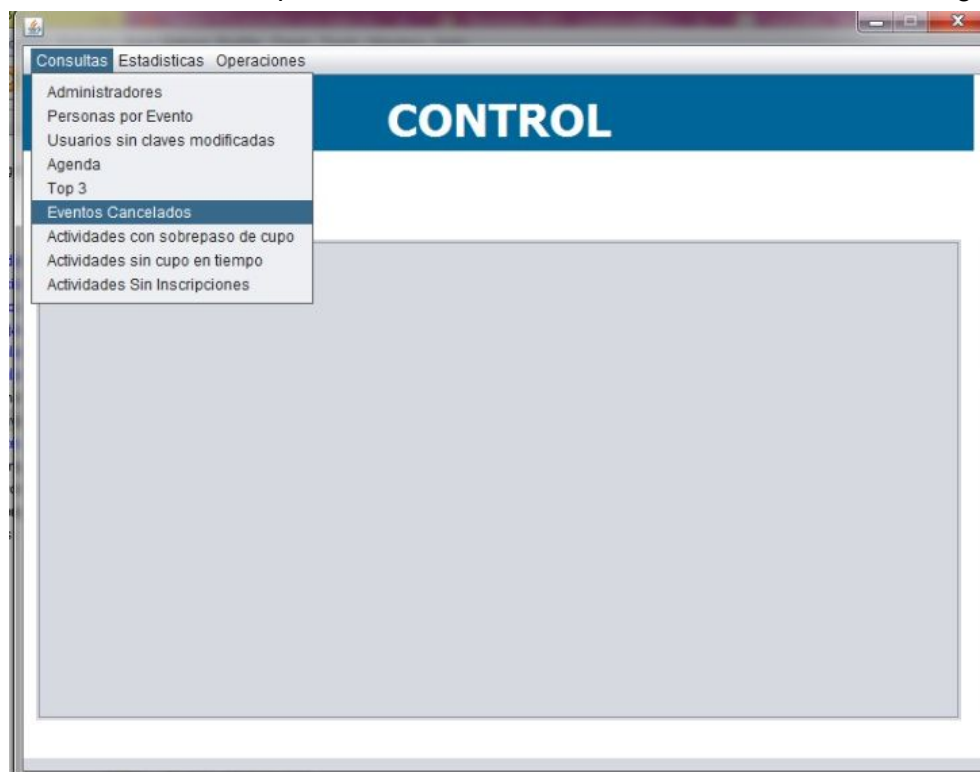 Consultas Estadisticas Operaciones
Administradores
Personas por Evento
Usuarios sin claves modificadas
Agenda
Top 3
Eventos Cancelados
Actividades con sobrepaso de cupo
Actividades sin cupo en tiempo
Actividades Sin Inscripciones
CONTROL